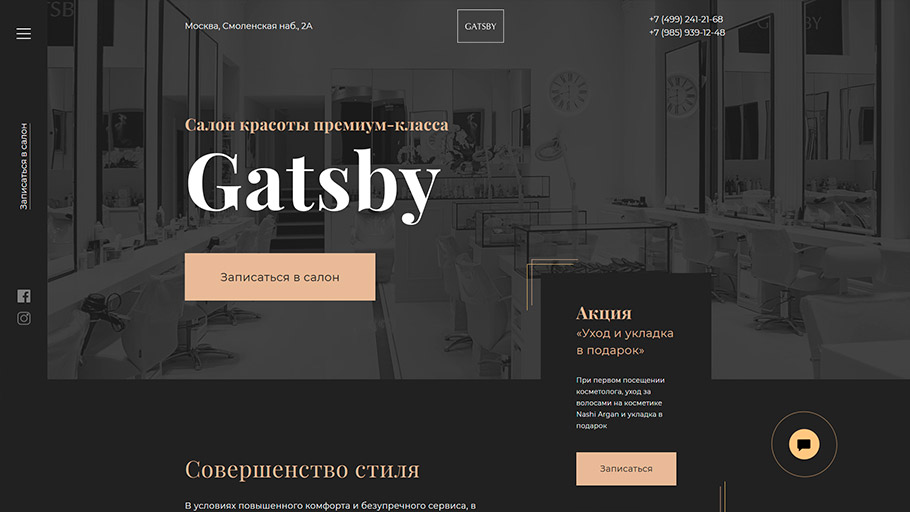 SB
GATSBY
Москва, Смоленская наб., 2А
GATSBY
+7 (499) 241-21-68
+7 (985) 939-12-48
Записаться в салон
Салон красоты премиум-класса
Gatsby
Записаться в салон
Акция
«Уход и укладка
в подарок»
При первом посещении
косметолога, уход за
волосами на косметике
Nashi Argan и укладка в
подарок
Записаться
Совершенство стиля
В условиях повышенного комфорта и безупречного сервиса, в